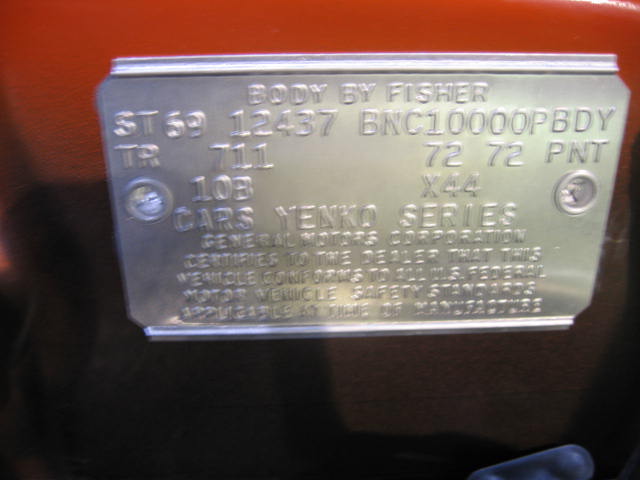 BODY BY FISHER
ST 69 12437 BNC10000PBDY
TR 711 72 72 PNT
10B X44
CARS YENKO SERIES
GENERAL MOTORS CORPORATION
CERTIFIES TO THE DEALER THAT THIS
VEHICLE CONFORMS TO ALL U.S. FEDERAL
MOTOR VEHICLE SAFETY STANDARDS
APPLICABLE AT TIME OF MANUFACTURE